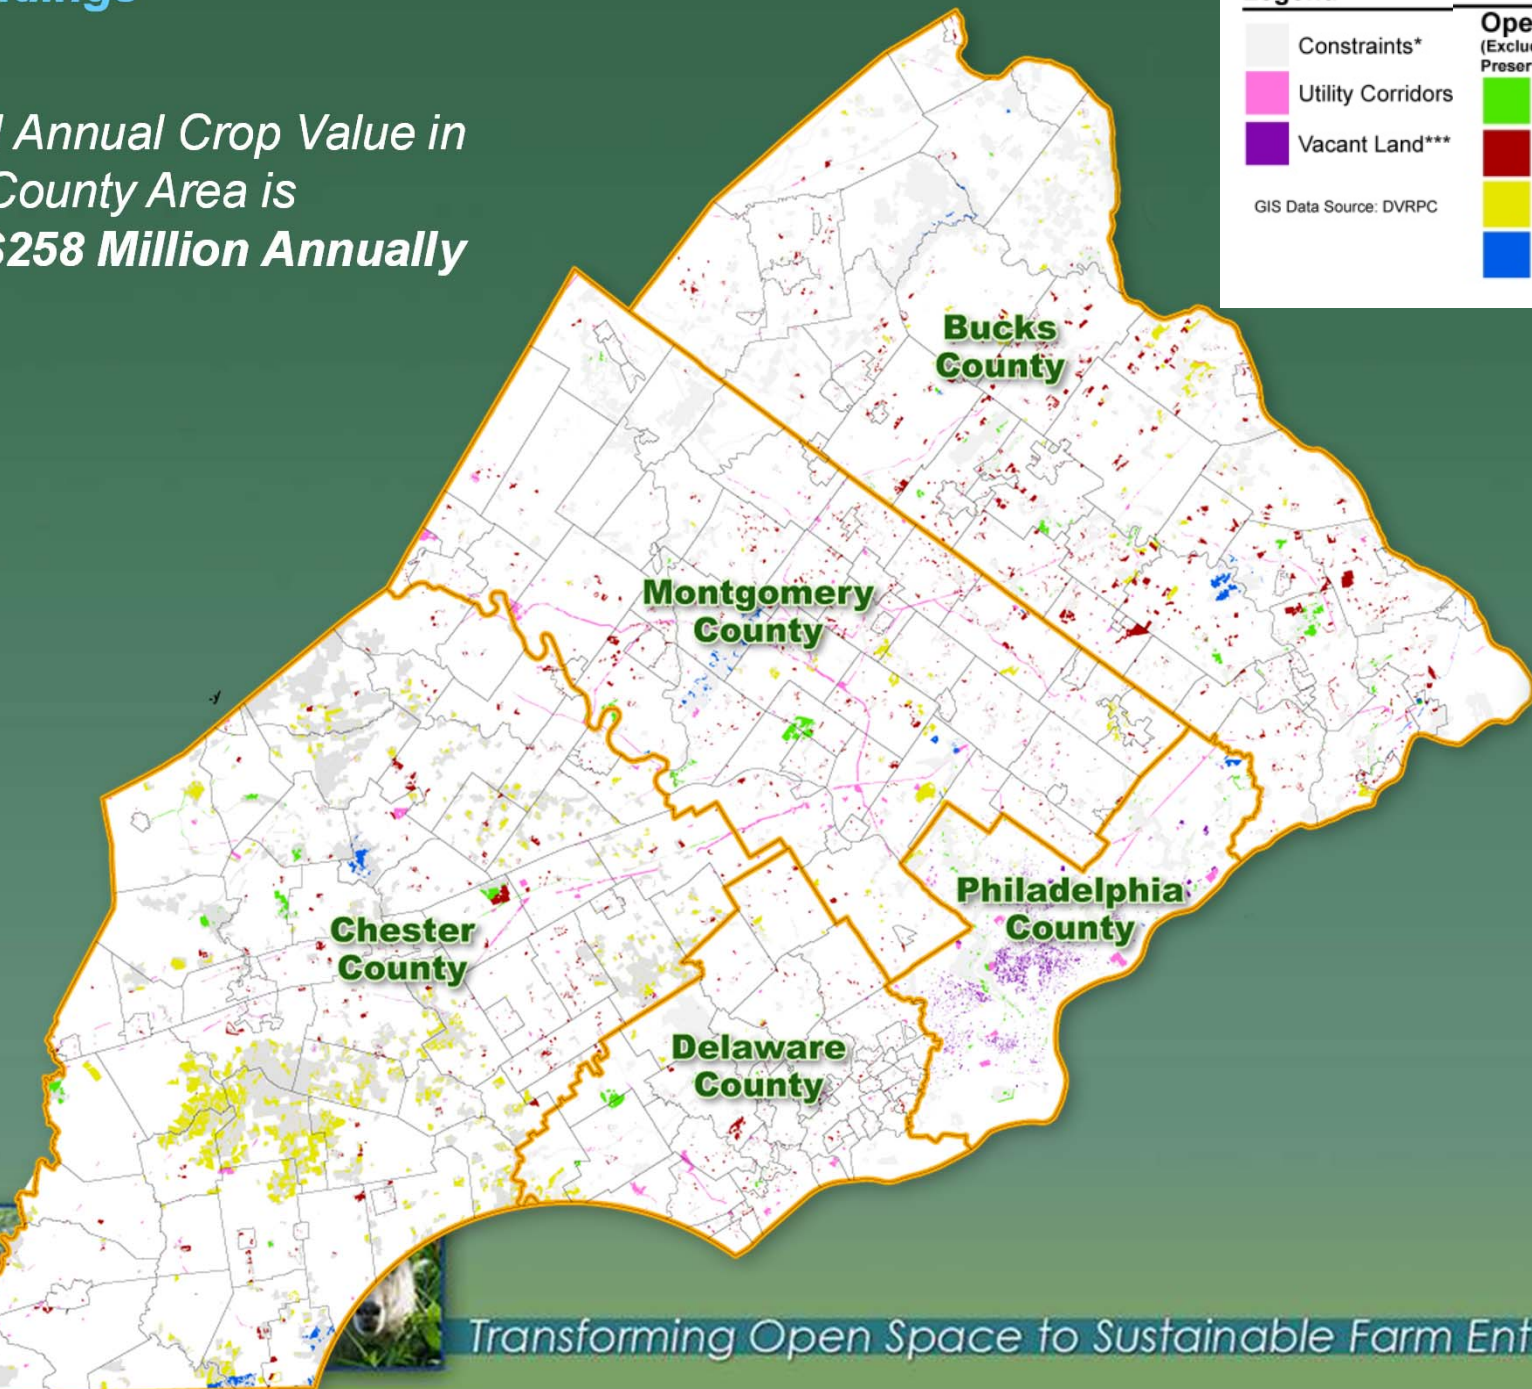 Annual Crop Value in
County Area is
$258 Million Annually
Constraints*
Utility Corridors
Vacant Land***
GIS Data Source: DVRPC
Bucks
County
Montgomery
County
Chester
County
Philadelphia
County
Delaware
County
Transforming Open Space to Sustainable Farm Ent